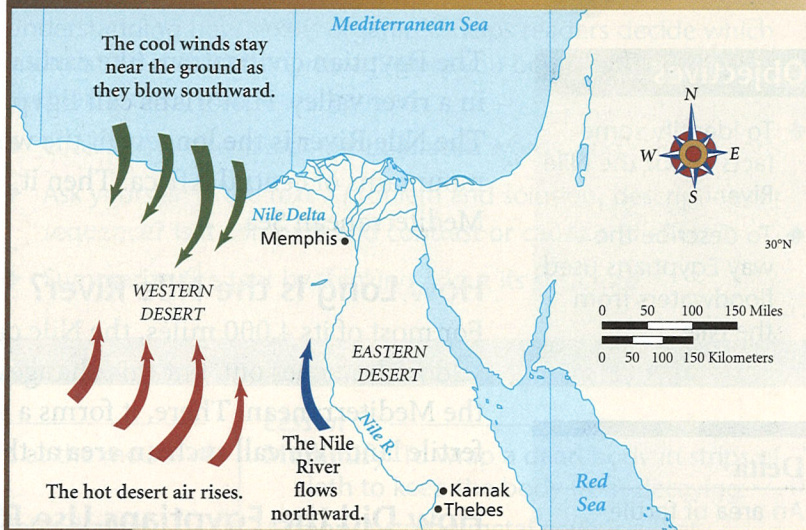 Mediterranean Sea
The cool winds stay
near the ground as
they blow southward.
N
W E
S
Nile Delta
Memphis
30°N
WESTERN
DESERT
0 50 100 150 Miles
0 50 100 150 Kilometers
EASTERN
DESERT
Nile R.
The Nile
River
flows
northward.
The hot desert air rises.
Karnak
Thebes
Red
Sea